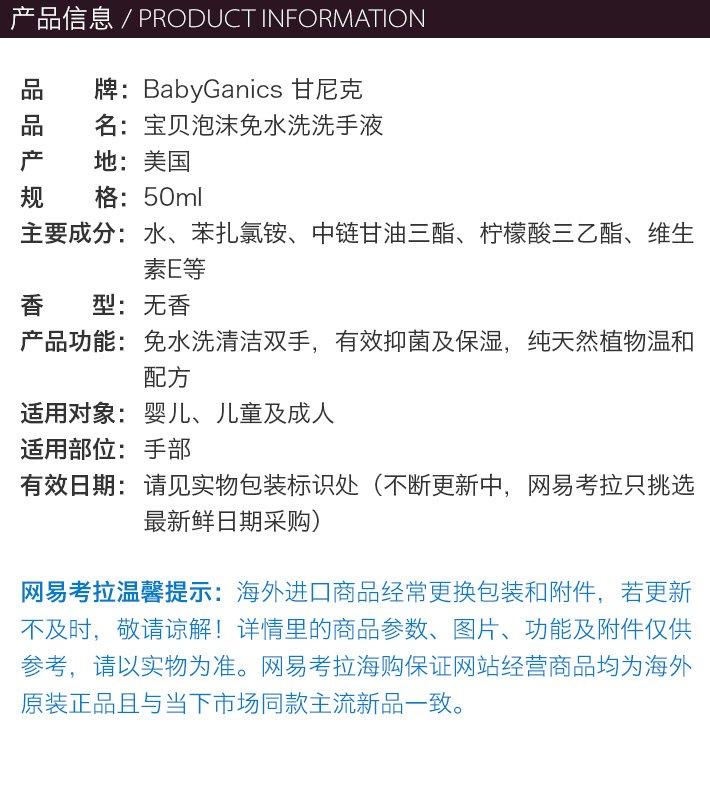 产品信息 / PRODUCT INFORMATION
品 牌：BabyGanics 甘尼克
品 名：宝贝泡沫免水洗洗手液
产 地：美国
规 格：50ml
主要成分：水、苯扎氯铵、中链甘油三酯、柠檬酸三乙酯、维生
素E等
香 型：无香
产品功能：免水洗清洁双手，有效抑菌及保湿，纯天然植物温和
配方
适用对象：婴儿、儿童及成人
适用部位：手部
有效日期：请见实物包装标识处（不断更新中，网易考拉只挑选
最新鲜日期采购）
网易考拉温馨提示：海外进口商品经常更换包装和附件，若更新
不及时，敬请谅解！详情里的商品参数、图片、功能及附件仅供
参考，请以实物为准。网易考拉海购保证网站经营商品均为海外
原装正品且与当下市场同款主流新品一致。